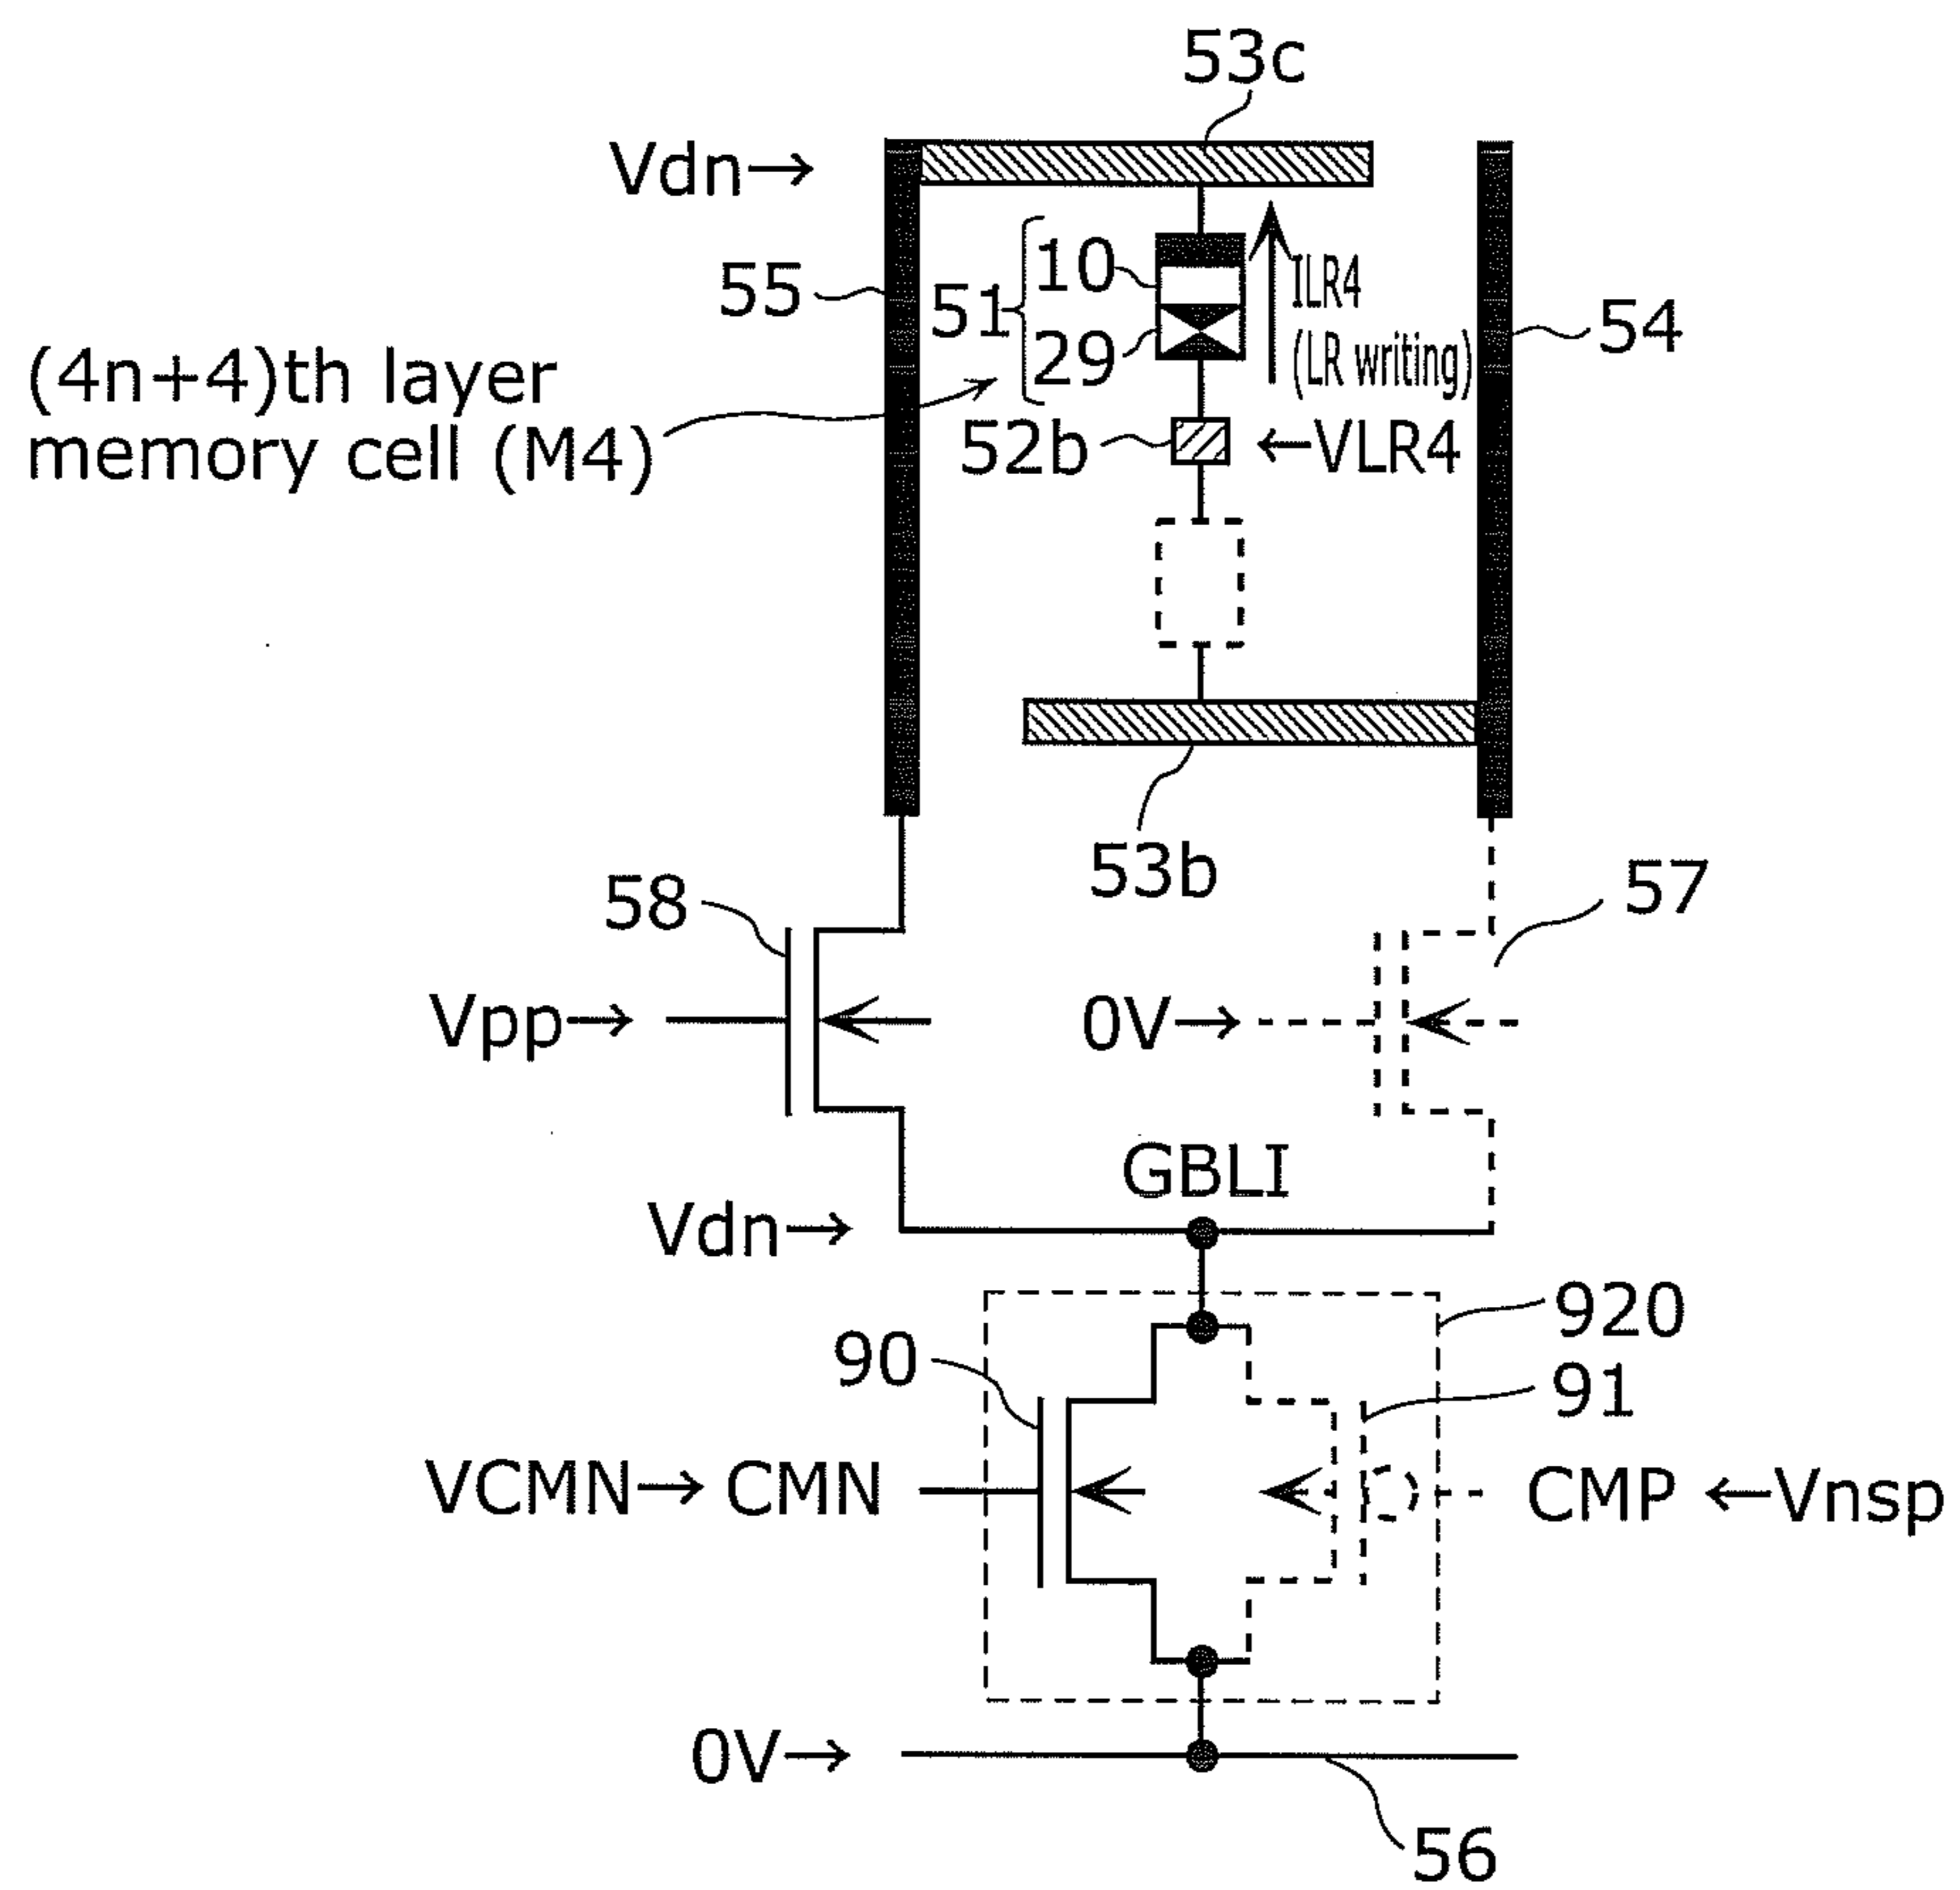 53c
Vdn→
55
51
10
29
ILR4
(LR writing)
54
(4n+4)th layer
memory cell (M4)
52b
←VLR4
53b
58
57
Vpp→
0V→
GBLI
Vdn→
920
90
91
VCMN→ CMN
CMP ←Vnsp
0V→
56